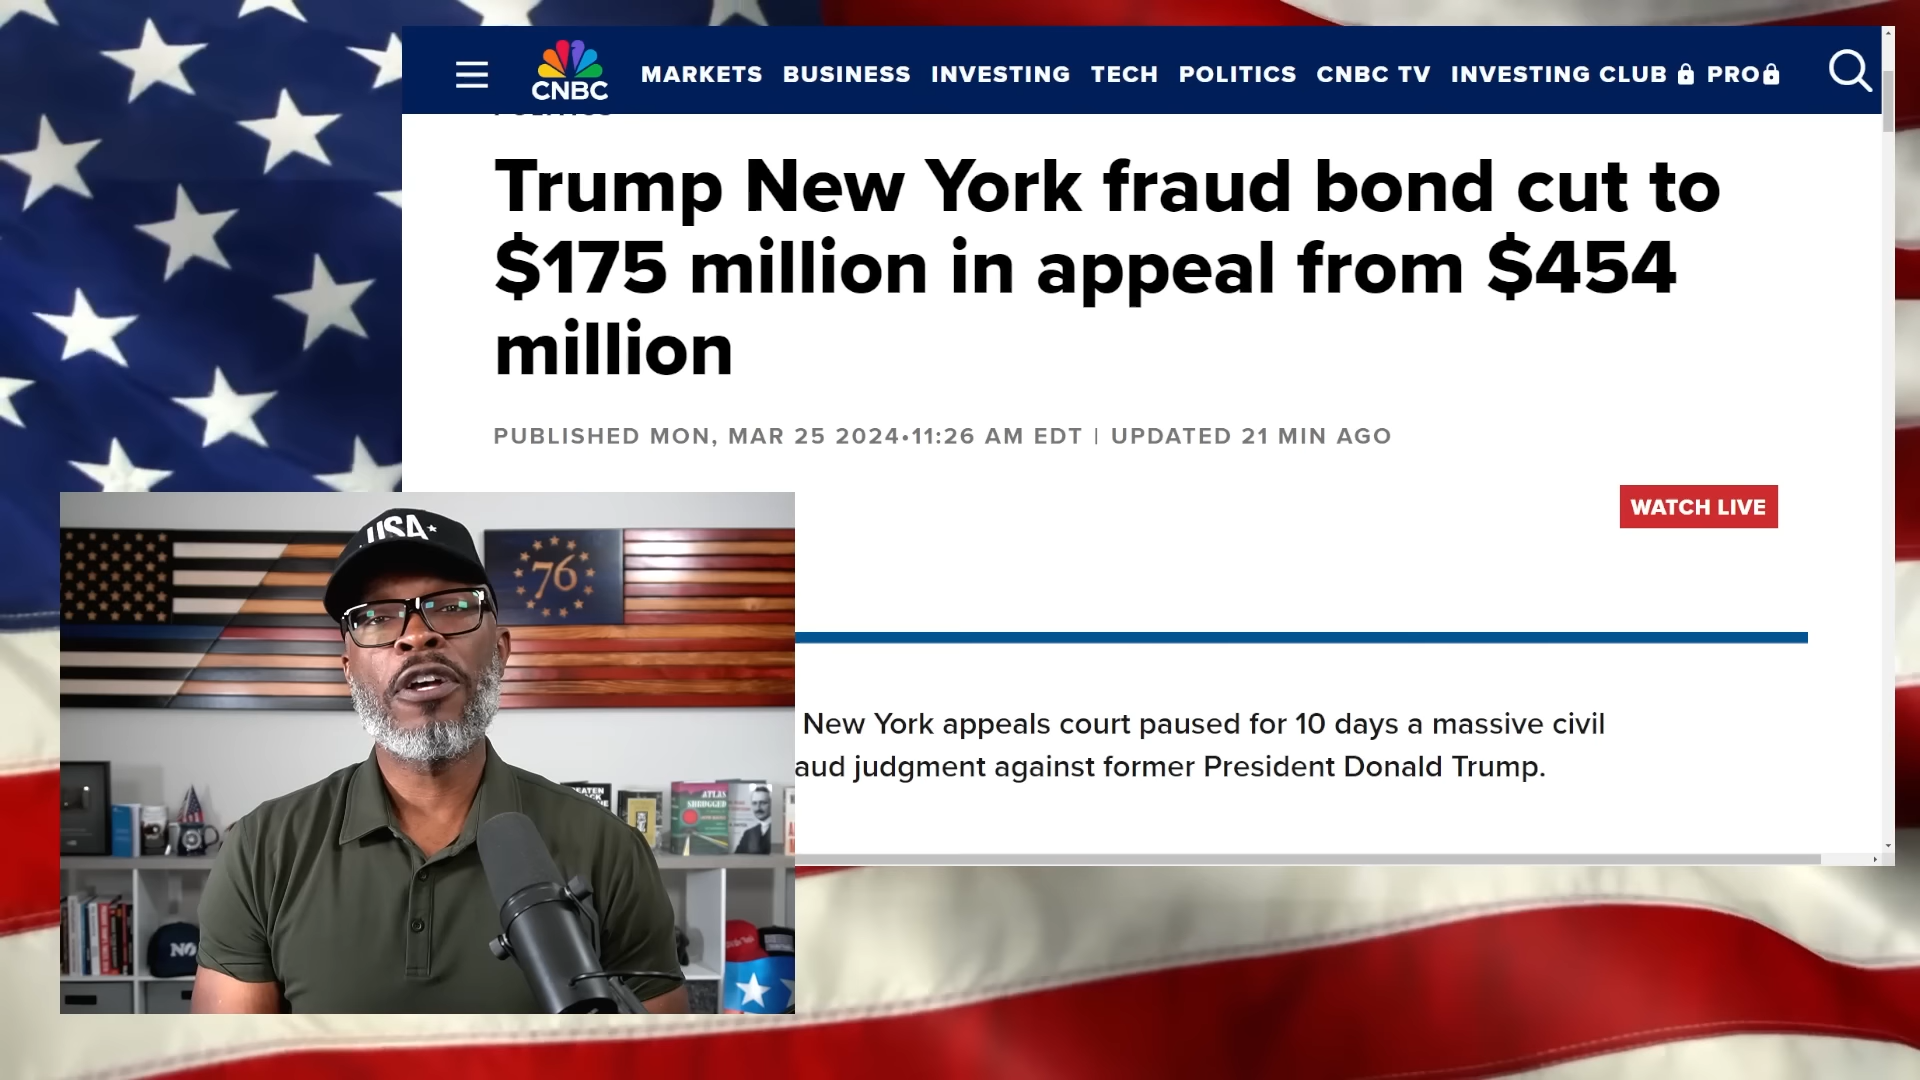 CNBC
MARKETS BUSINESS INVESTING TECH POLITICS CNBC TV INVESTING CLUB PRO
Trump New York fraud bond cut to
$175 million in appeal from $454
million
PUBLISHED MON, MAR 25 2024•11:26 AM EDT | UPDATED 21 MIN AGO
WATCH LIVE
New York appeals court paused for 10 days a massive civil
aud judgment against former President Donald Trump.
USA
76
ATLAS
SHRUGGED
NO